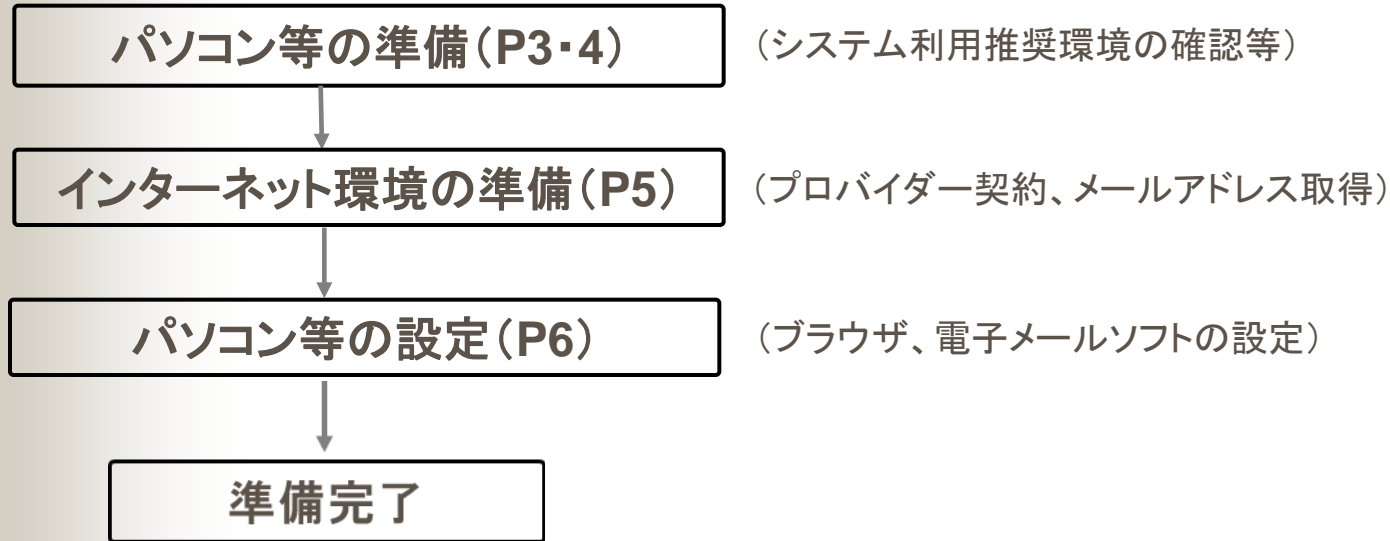 パソコン等の準備(P3・4) (システム利用推奨環境の確認等)
インターネット環境の準備(P5) (プロバイダー契約、メールアドレス取得)
パソコン等の設定(P6) (ブラウザ、電子メールソフトの設定)
準備完了